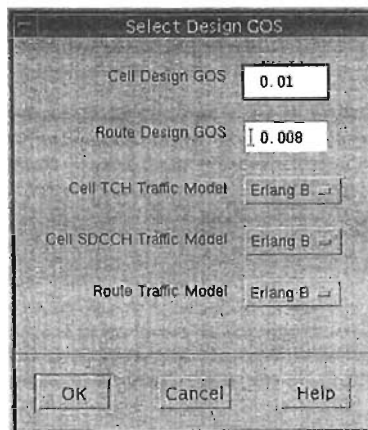 Select Design GOS
Cell Design GOS 0.01
Route Design GOS 0.008
Cell TCH Traffic Model Erlang B
Cell SDCCH Traffic Model Erlang B
Route Traffic Model Erlang B
OK Cancel Help